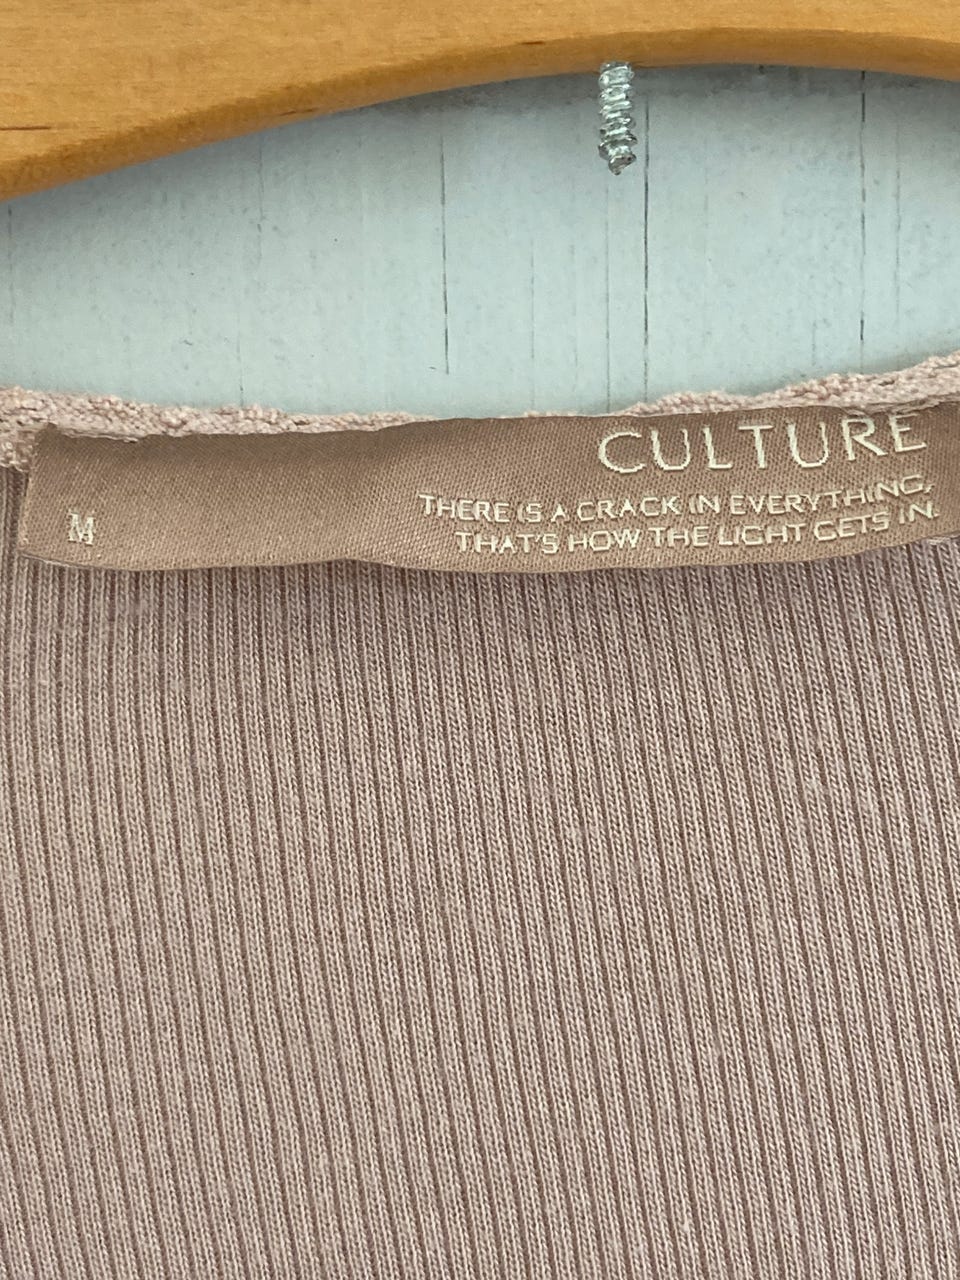 CULTURE
THERE IS A CRACK IN EVERYTHING,
THAT'S HOW THE LIGHT GETS IN.
M